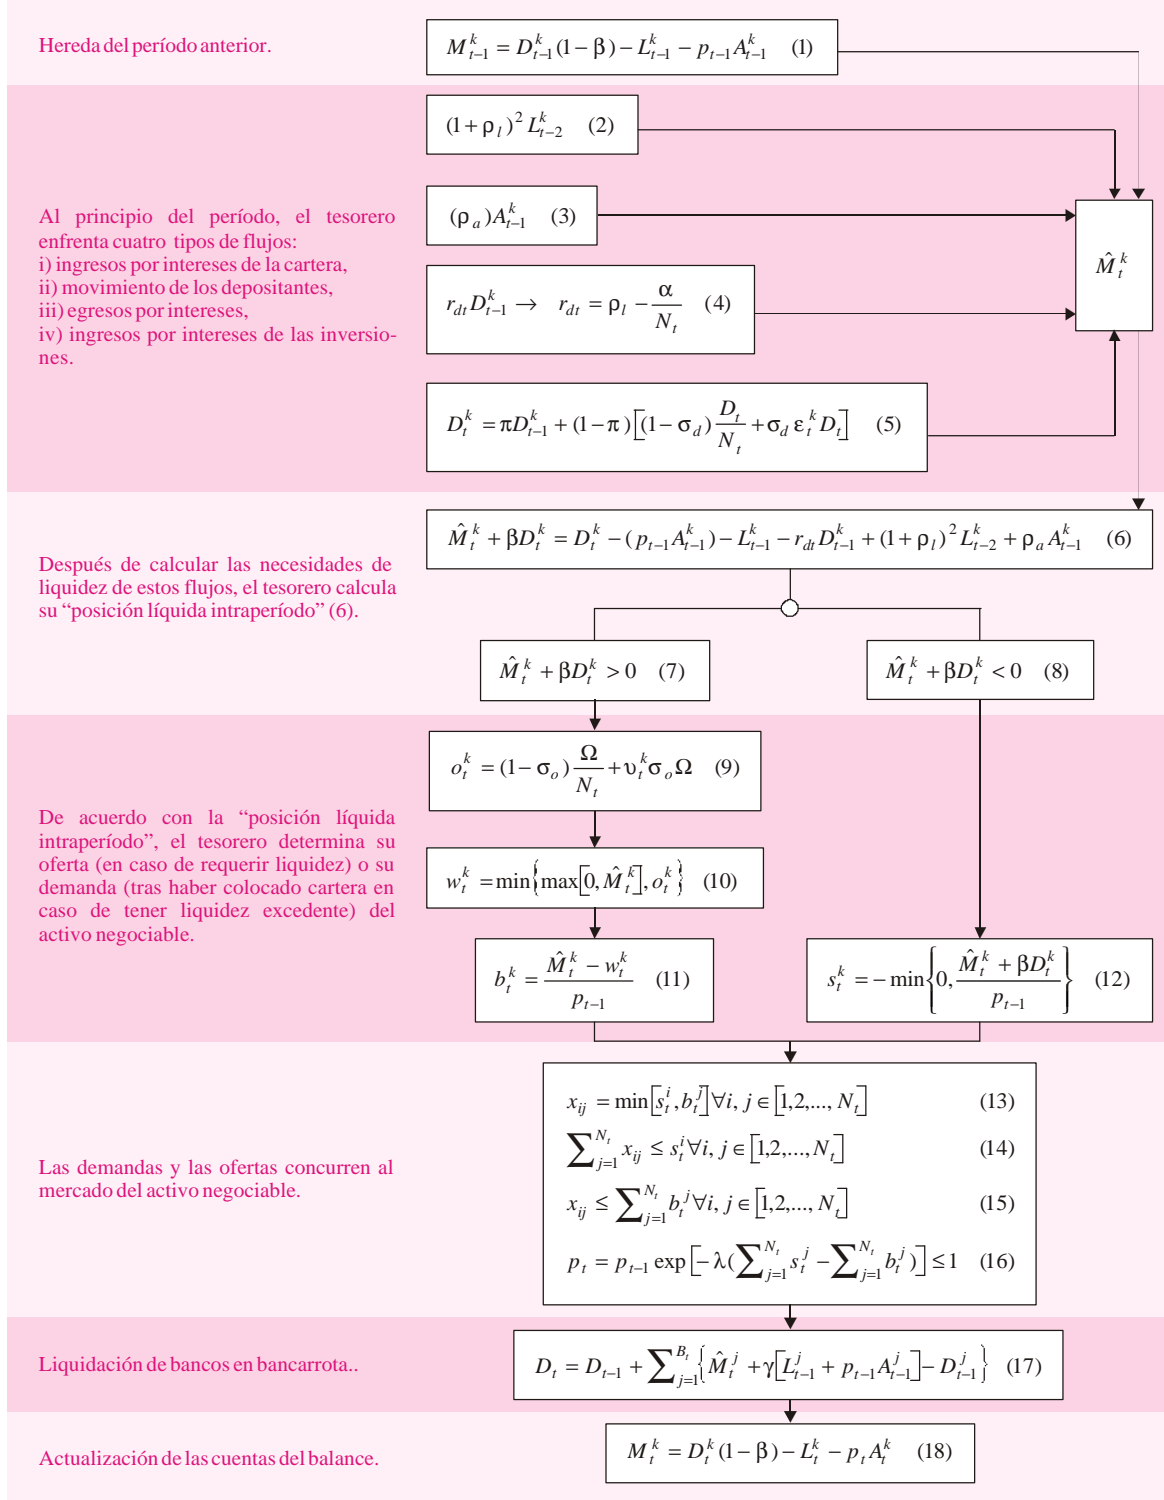 Hereda del período anterior.
M_{t-1}^k = D_{t-1}^k (1 − β) − L_{t-1}^k − p_{t-1} A_{t-1}^k (1)
(1 + ρ_l)^2 L_{t-2}^k (2)
Al principio del período, el tesorero
enfrenta cuatro tipos de flujos:
i) ingresos por intereses de la cartera,
ii) movimiento de los depositantes,
iii) egresos por intereses,
iv) ingresos por intereses de las inversio-
nes.
(ρ_a) A_{t-1}^k (3)
r_{dt} D_{t-1}^k → r_{dt} = ρ_l − α/N_t (4)
D_t^k = πD_{t-1}^k + (1 − π)[(1 − σ_d) D_t/N_t + σ_d ε_t^k D_t] (5)
M̂_t^k
Después de calcular las necesidades de
liquidez de estos flujos, el tesorero calcula
su “posición líquida intraperíodo” (6).
M̂_t^k + βD_t^k = D_t^k − (p_{t-1} A_{t-1}^k) − L_{t-1}^k − r_{dt} D_{t-1}^k + (1 + ρ_l)^2 L_{t-2}^k + ρ_a A_{t-1}^k (6)
M̂_t^k + βD_t^k > 0 (7)
M̂_t^k + βD_t^k < 0 (8)
De acuerdo con la “posición líquida
intraperíodo”, el tesorero determina su
oferta (en caso de requerir liquidez) o su
demanda (tras haber colocado cartera en
caso de tener liquidez excedente) del
activo negociable.
o_t^k = (1 − σ_o) Ω/N_t + υ_t^k σ_o Ω (9)
w_t^k = min{max[0, M̂_t^k], o_t^k} (10)
b_t^k = (M̂_t^k − w_t^k)/p_{t-1} (11)
s_t^k = − min{0, (M̂_t^k + βD_t^k)/p_{t-1}} (12)
Las demandas y las ofertas concurren al
mercado del activo negociable.
x_{ij} = min[s_t^i, b_t^j] ∀i, j ∈ [1,2,..., N_t] (13)
∑_{j=1}^{N_t} x_{ij} ≤ s_t^i ∀i, j ∈ [1,2,..., N_t] (14)
x_{ij} ≤ ∑_{j=1}^{N_t} b_t^j ∀i, j ∈ [1,2,..., N_t] (15)
p_t = p_{t-1} exp[− λ(∑_{j=1}^{N_t} s_t^j − ∑_{j=1}^{N_t} b_t^j)] ≤ 1 (16)
Liquidación de bancos en bancarrota..
D_t = D_{t-1} + ∑_{j=1}^{B_t} {M̂_t^j + γ[L_{t-1}^j + p_{t-1} A_{t-1}^j] − D_{t-1}^j} (17)
Actualización de las cuentas del balance.
M_t^k = D_t^k (1 − β) − L_t^k − p_t A_t^k (18)